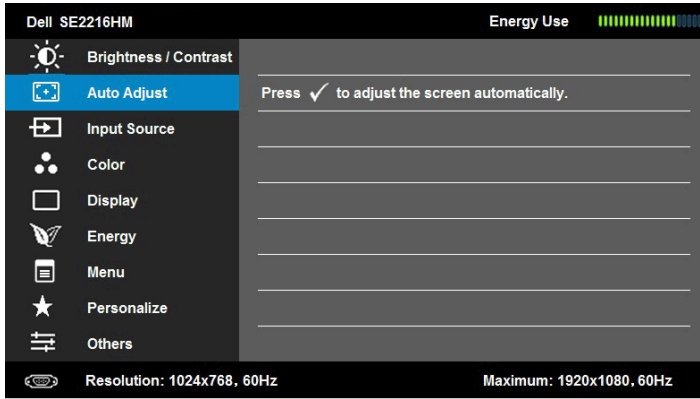 Dell SE2216HM Energy Use
Brightness / Contrast
Auto Adjust Press ✓ to adjust the screen automatically.
Input Source
Color
Display
Energy
Menu
Personalize
Others
Resolution: 1024x768, 60Hz Maximum: 1920x1080, 60Hz